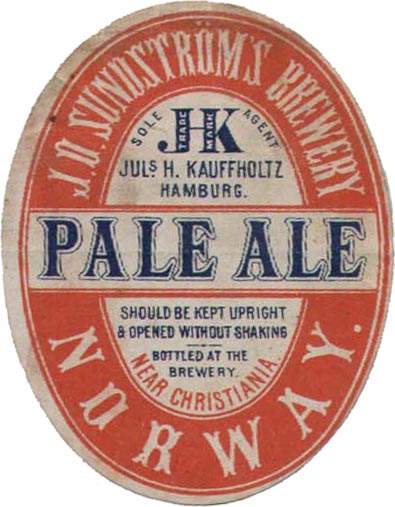 J.D. SUNDSTRÖM'S BREWERY
SOLE AGENT
JHK
TRADE MARK
JULS H. KAUFFHOLTZ
HAMBURG.
PALE ALE
SHOULD BE KEPT UPRIGHT
& OPENED WITHOUT SHAKING
BOTTLED AT THE
BREWERY.
NEAR CHRISTIANIA
NORWAY.